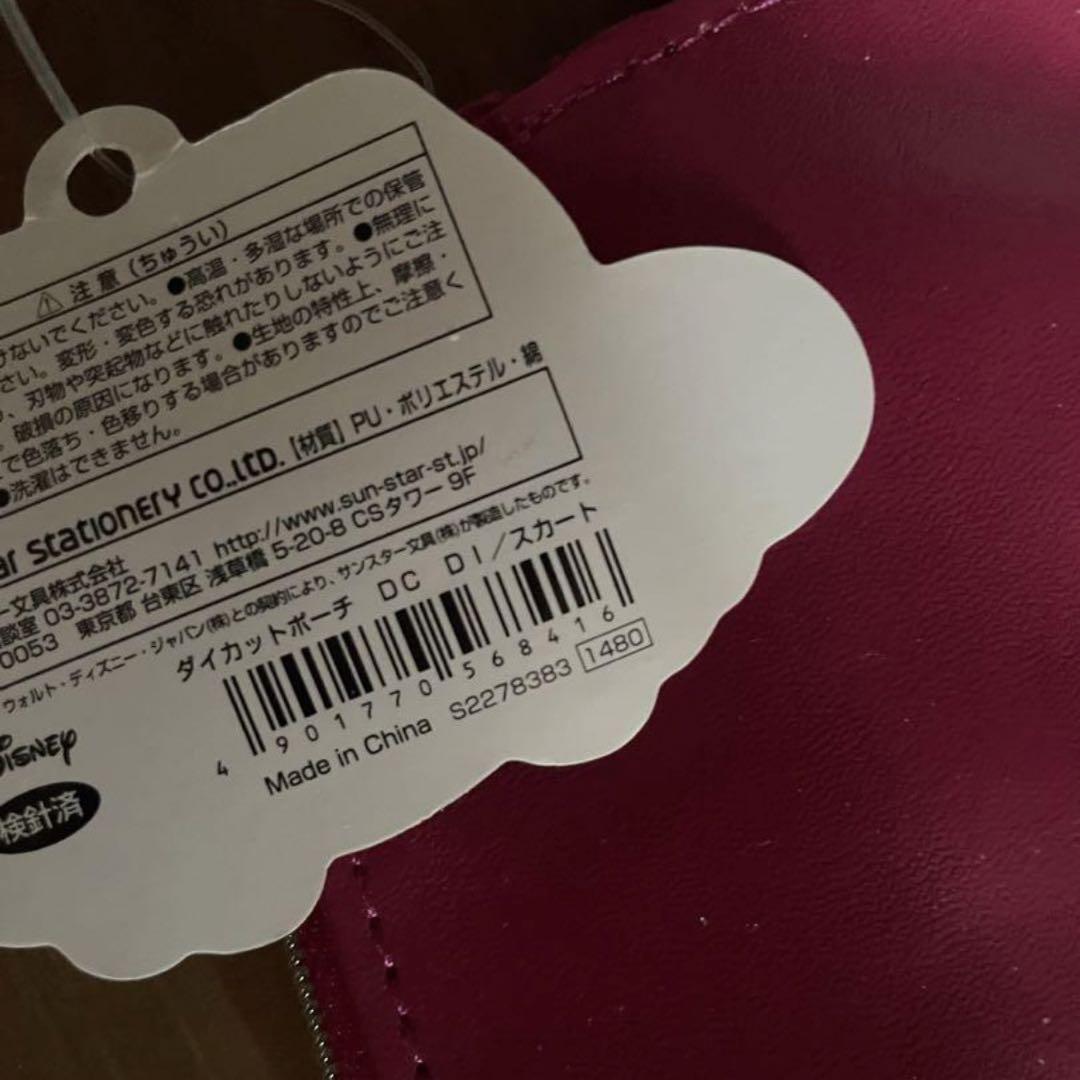 ⚠ 注意(ちゅうい)
けないでください。 ●高温・多湿な場所での保管
さい。変形・変色する恐れがあります。 ●無理に
、刃物や突起物などに触れたりしないようにご注
。破損の原因になります。 ●生地の特性上、摩擦・
で色落ち・色移りする場合がありますのでご注意く
●洗濯はできません。
ar Stationery CO.,LTD. 【材質】PU・ポリエステル・綿
ー文具株式会社
談室 03-3872-7141 http://www.sun-star-st.jp/
0053 東京都 台東区 浅草橋 5-20-8 CSタワー 9F
ウォルト・ディズニー・ジャパン(株)との契約により、サンスター文具(株)が製造したものです。
ダイカットポーチ DC DI/スカート
4 901770 568416
Made in China S2278383 1480
Disney
検針済